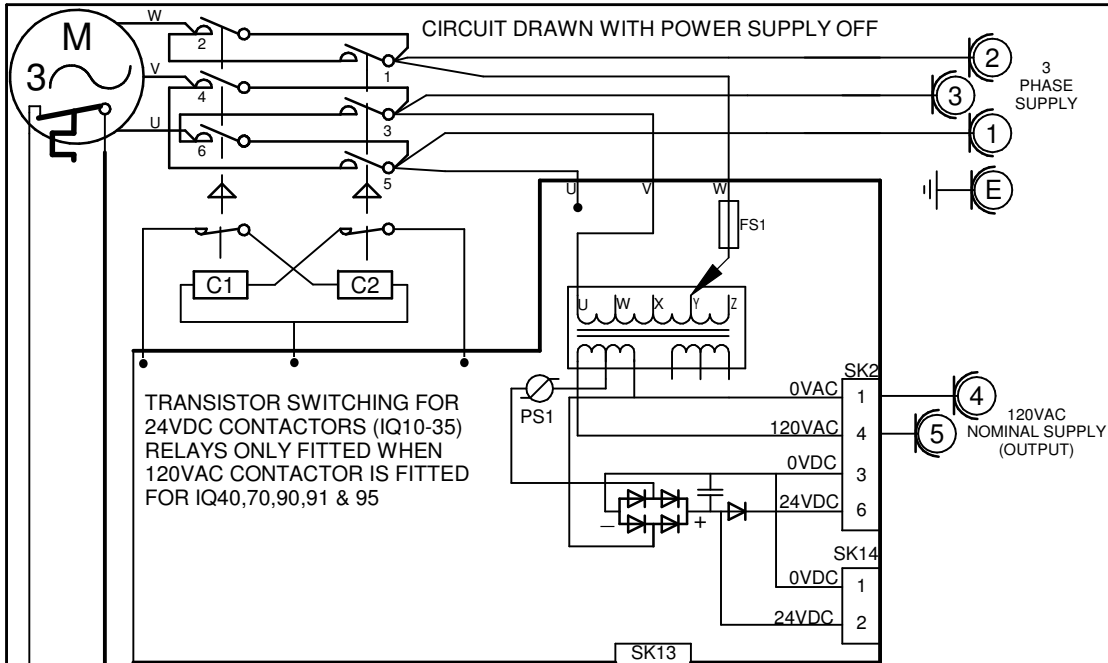 CIRCUIT DRAWN WITH POWER SUPPLY OFF
M
3
W
V
U
2
4
6
1
3
5
2
3
1
E
3
PHASE
SUPPLY
U
V
W
FS1
C1
C2
U W X Y Z
PS1
TRANSISTOR SWITCHING FOR
24VDC CONTACTORS (IQ10-35)
RELAYS ONLY FITTED WHEN
120VAC CONTACTOR IS FITTED
FOR IQ40,70,90,91 & 95
SK2
0VAC 1
120VAC 4
0VDC 3
24VDC 6
4
5
120VAC
NOMINAL SUPPLY
(OUTPUT)
– +
SK14
0VDC 1
24VDC 2
SK13